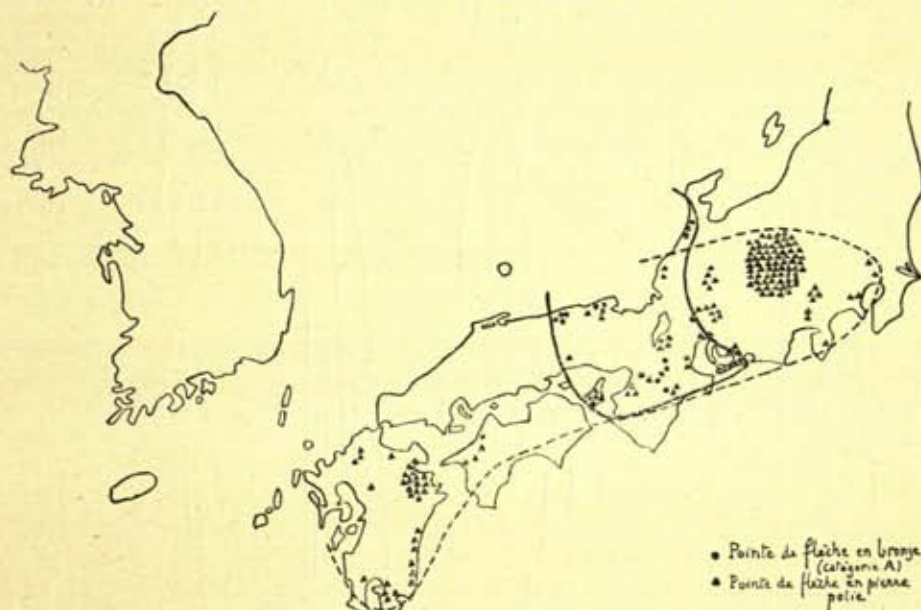 • Pointe de flèche en bronze
(catégorie A)
▲ Pointe de flèche en pierre
polie